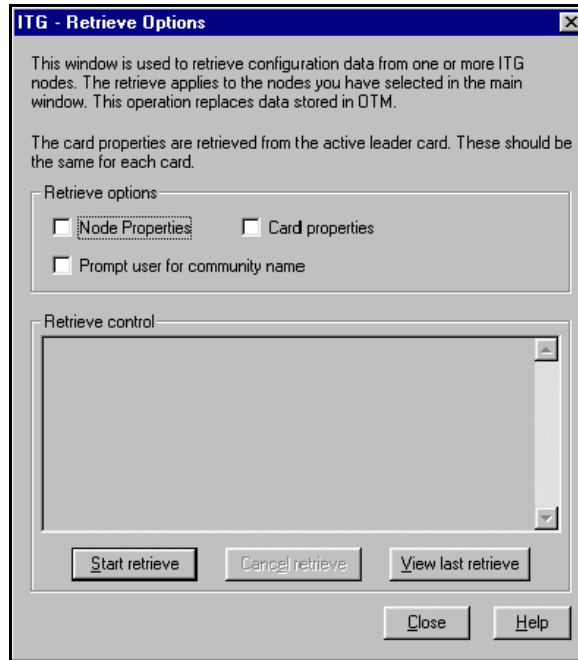 ITG - Retrieve Options
This window is used to retrieve configuration data from one or more ITG
nodes. The retrieve applies to the nodes you have selected in the main
window. This operation replaces data stored in OTM.
The card properties are retrieved from the active leader card. These should be
the same for each card.
Retrieve options
Node Properties
Card properties
Prompt user for community name
Retrieve control
Start retrieve
Cancel retrieve
View last retrieve
Close
Help